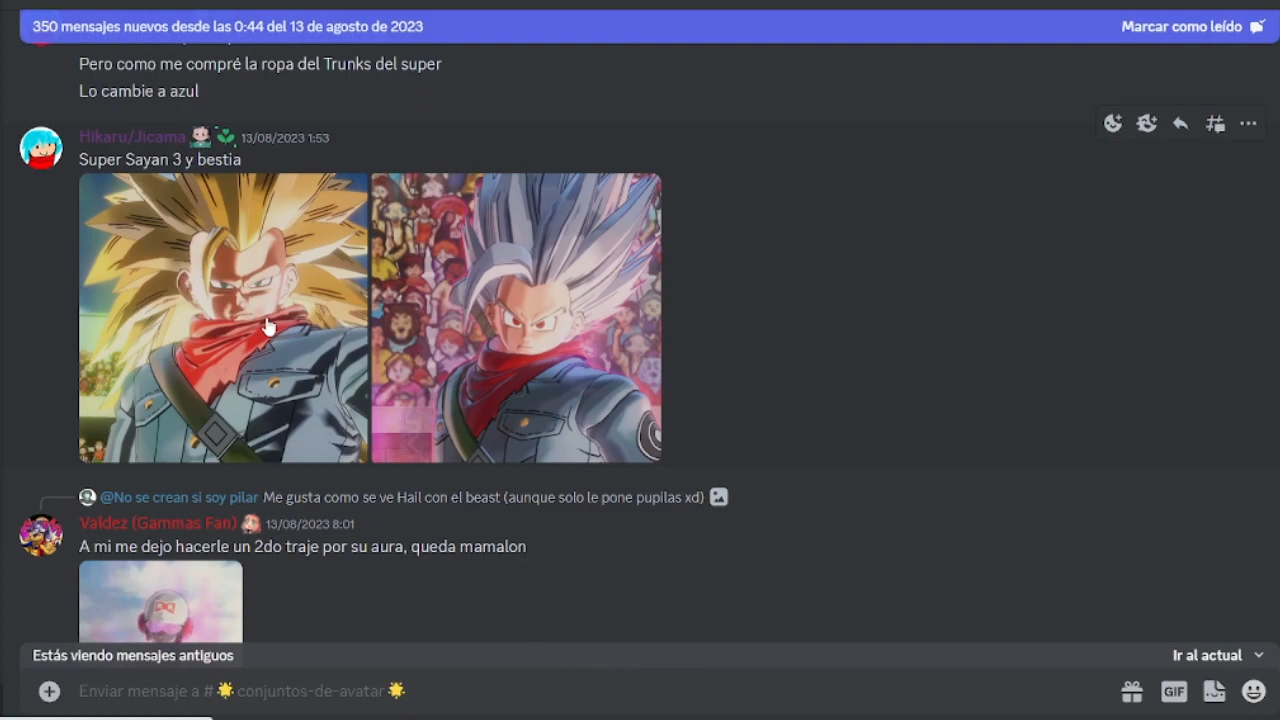 350 mensajes nuevos desde las 0:44 del 13 de agosto de 2023
Marcar como leído
Pero como me compré la ropa del Trunks del super
Lo cambie a azul
Hikaru/Jicama 13/08/2023 1:53
Super Sayan 3 y bestia
@No se crean si soy pilar Me gusta como se ve Hail con el beast (aunque solo le pone pupilas xd)
Valdez (Gammas Fan) 13/08/2023 8:01
A mi me dejo hacerle un 2do traje por su aura, queda mamalon
Estás viendo mensajes antiguos
Ir al actual
Enviar mensaje a #🌟conjuntos-de-avatar🌟
GIF